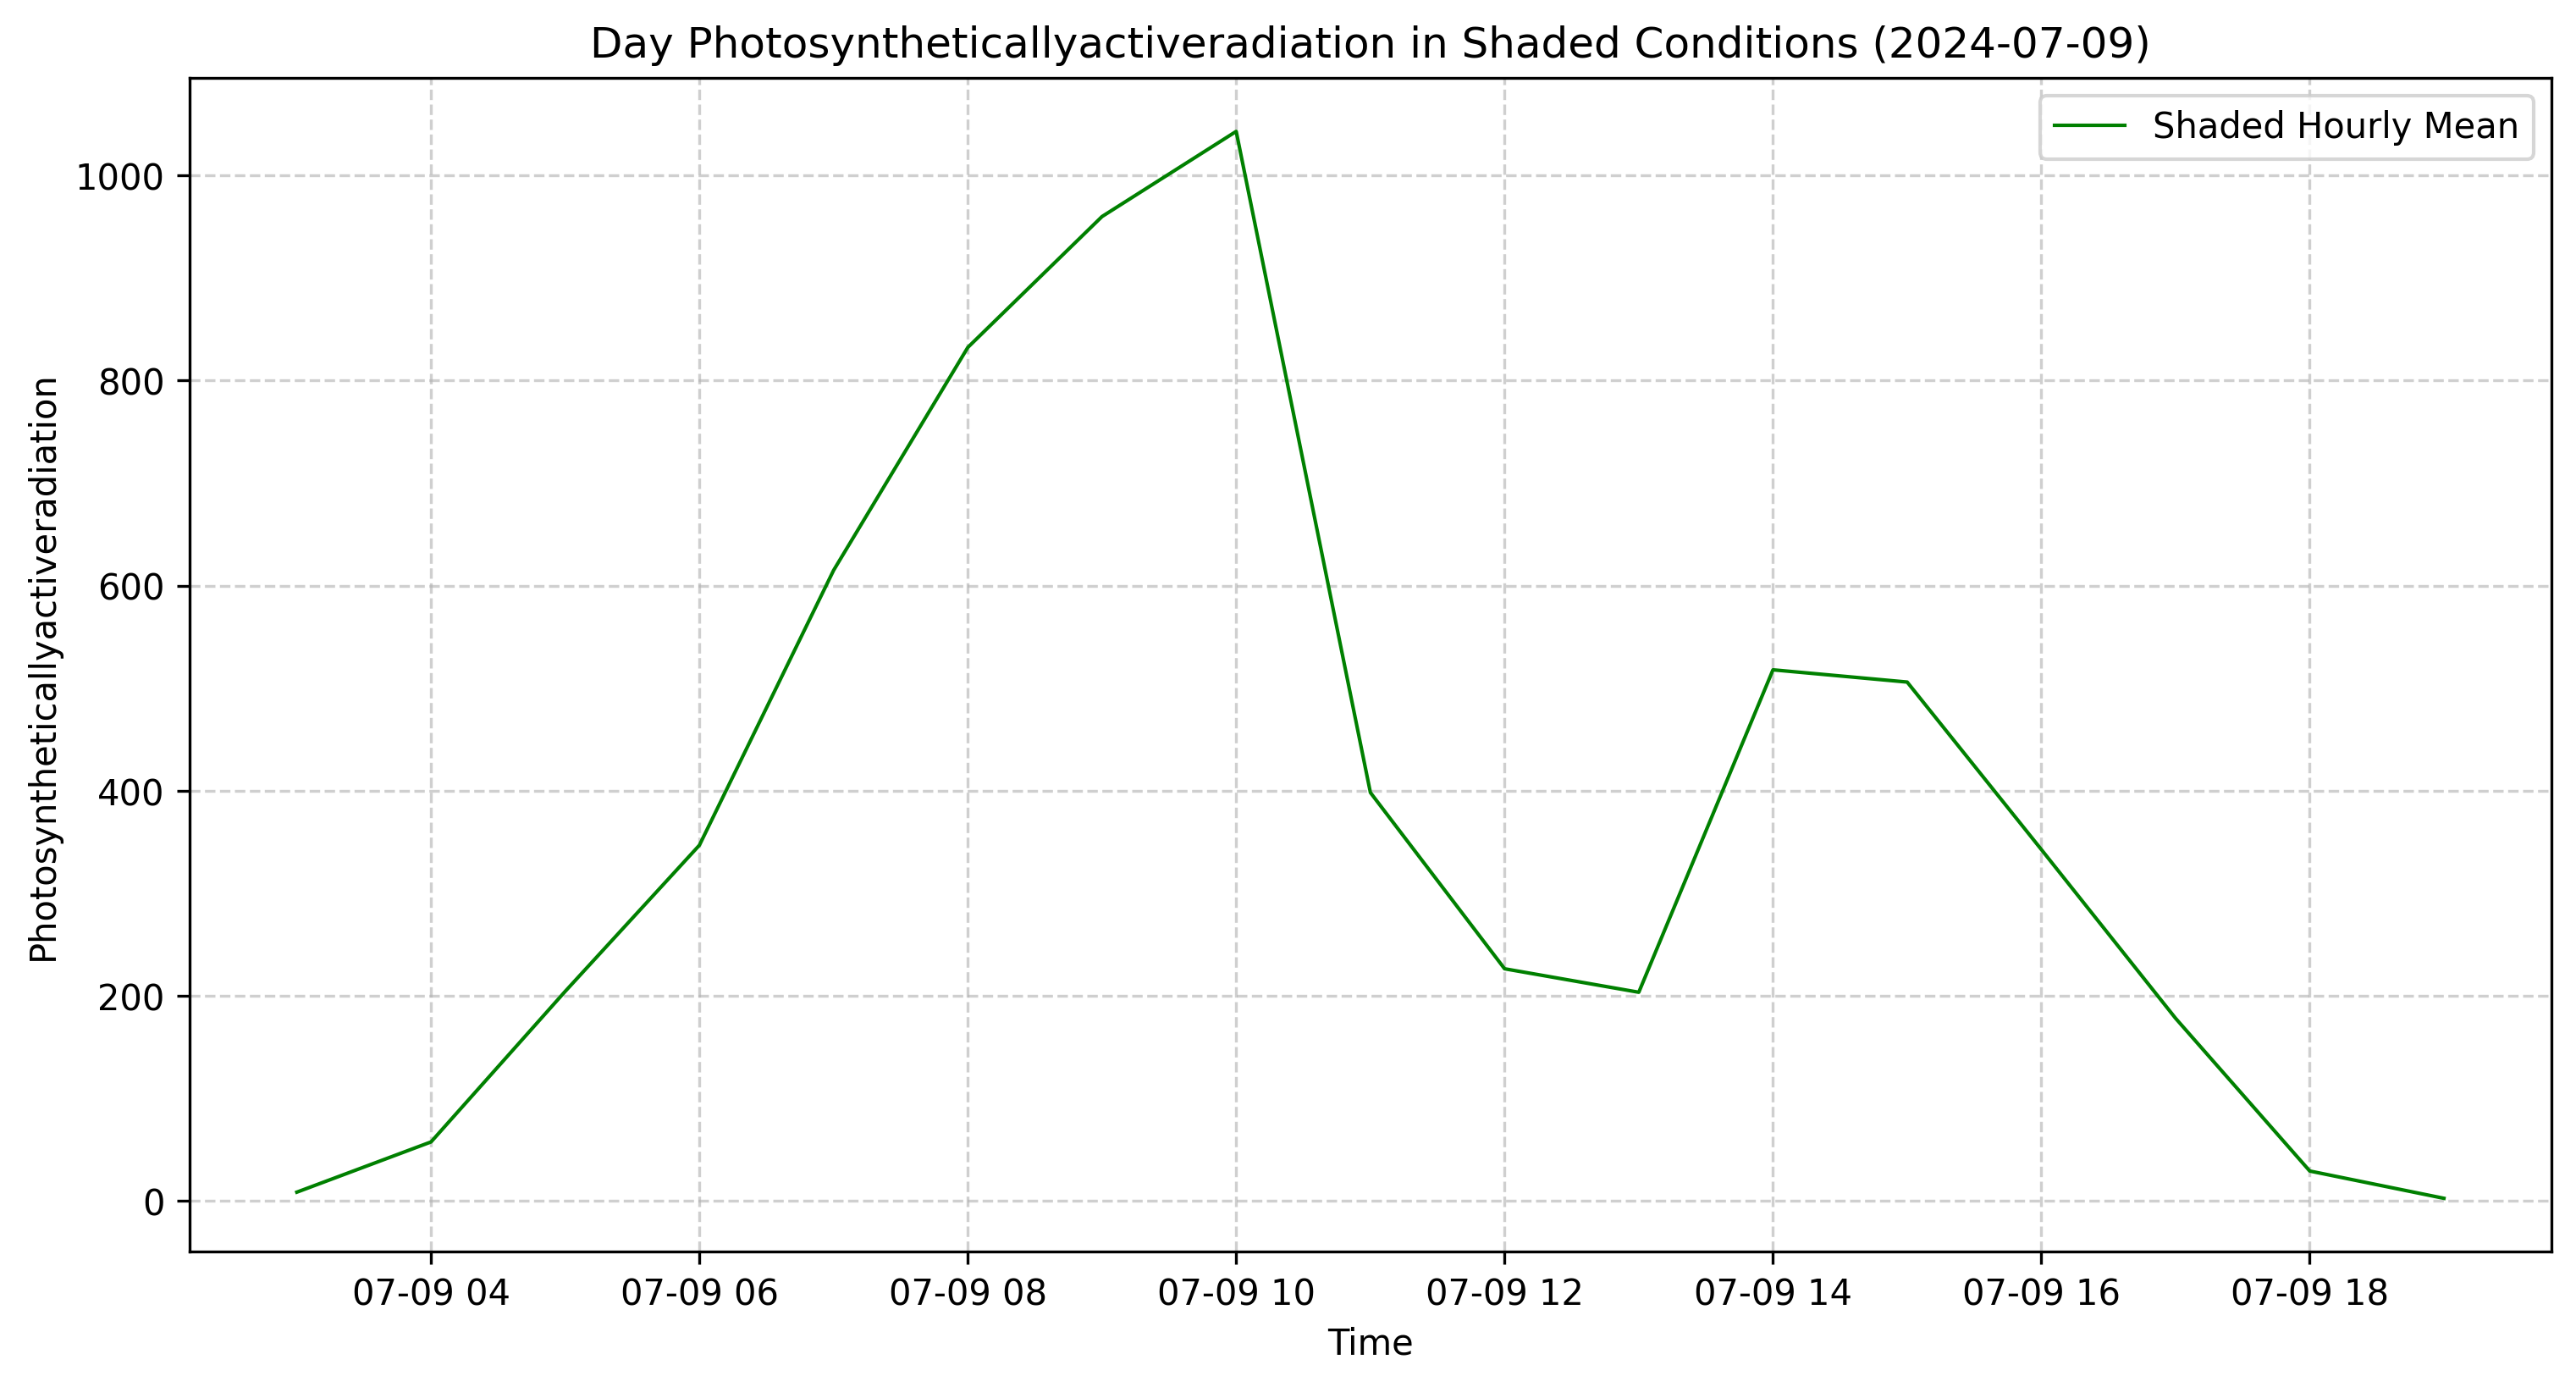 Day Photosyntheticallyactiveradiation in Shaded Conditions (2024-07-09)
Shaded Hourly Mean
Photosyntheticallyactiveradiation
1000
800
600
400
200
0
07-09 04 07-09 06 07-09 08 07-09 10 07-09 12 07-09 14 07-09 16 07-09 18
Time